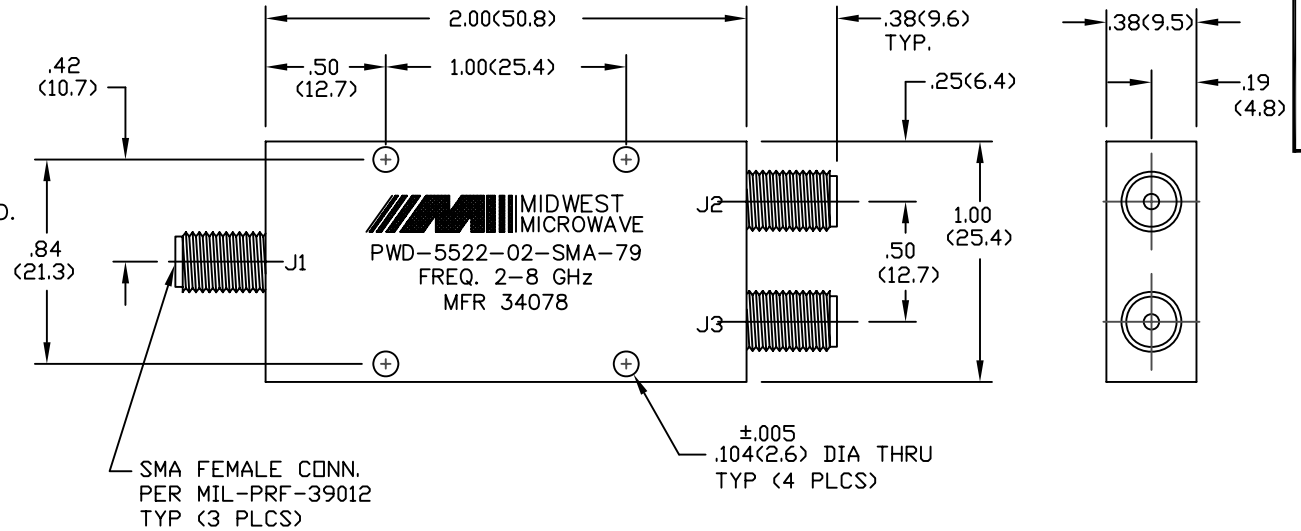 2.00(50.8)
.38(9.6)
TYP.
.38(9.5)
.42
(10.7)
.50
(12.7)
1.00(25.4)
.25(6.4)
.19
(4.8)
D.
.84
(21.3)
J1
MIDWEST
MICROWAVE
PWD-5522-02-SMA-79
FREQ. 2-8 GHz
MFR 34078
J2
J3
.50
(12.7)
1.00
(25.4)
SMA FEMALE CONN.
PER MIL-PRF-39012
TYP (3 PLCS)
±.005
.104(2.6) DIA THRU
TYP (4 PLCS)